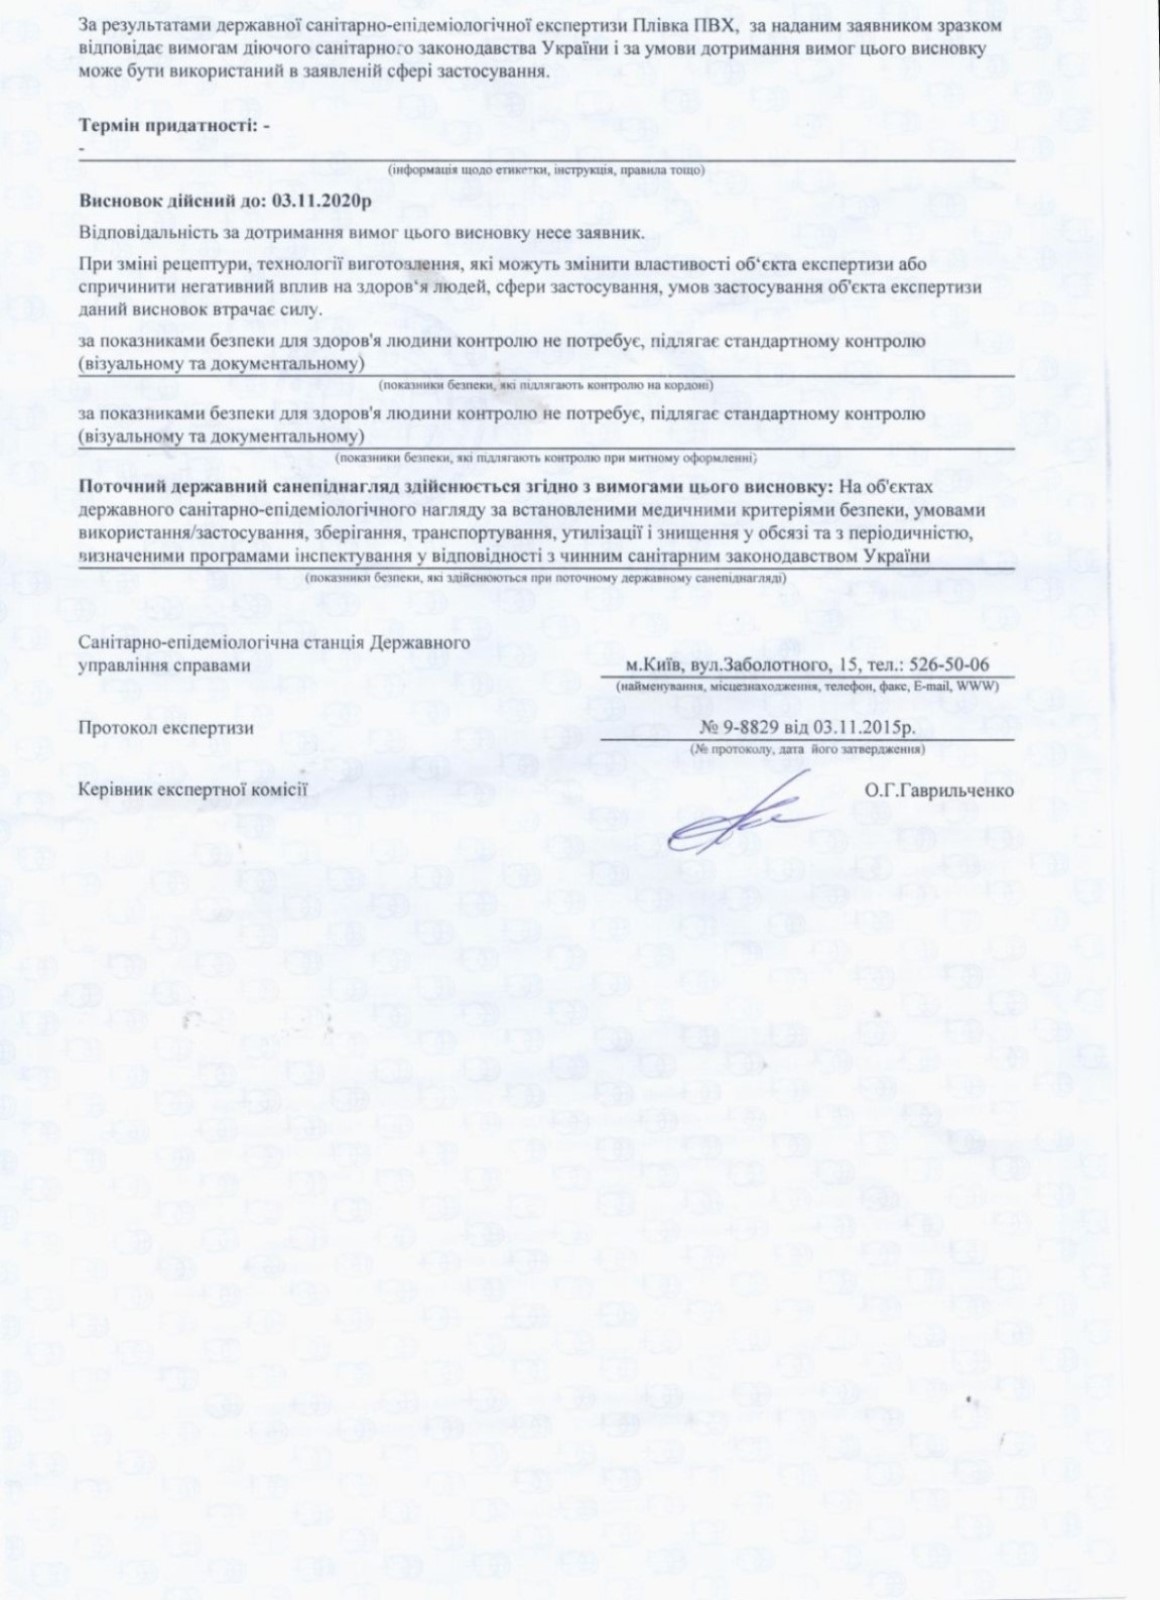 За результатами державної санітарно-епідеміологічної експертизи Плівка ПВХ, за наданим заявником зразком
відповідає вимогам діючого санітарного законодавства України і за умови дотримання вимог цього висновку
може бути використаний в заявленій сфері застосування.
Термін придатності: -
-
(інформація щодо етикетки, інструкція, правила тощо)
Висновок дійсний до: 03.11.2020р
Відповідальність за дотримання вимог цього висновку несе заявник.
При зміні рецептури, технології виготовлення, які можуть змінити властивості об‘єкта експертизи або
спричинити негативний вплив на здоров‘я людей, сфери застосування, умов застосування об'єкта експертизи
даний висновок втрачає силу.
за показниками безпеки для здоров'я людини контролю не потребує, підлягає стандартному контролю
(візуальному та документальному)
(показники безпеки, які підлягають контролю на кордоні)
за показниками безпеки для здоров'я людини контролю не потребує, підлягає стандартному контролю
(візуальному та документальному)
(показники безпеки, які підлягають контролю при митному оформленні)
Поточний державний санепіднагляд здійснюється згідно з вимогами цього висновку: На об'єктах
державного санітарно-епідеміологічного нагляду за встановленими медичними критеріями безпеки, умовами
використання/застосування, зберігання, транспортування, утилізації і знищення у обсязі та з періодичністю,
визначеними програмами інспектування у відповідності з чинним санітарним законодавством України
(показники безпеки, які здійснюються при поточному державному санепіднагляді)
Санітарно-епідеміологічна станція Державного
управління справами
м.Київ, вул.Заболотного, 15, тел.: 526-50-06
(найменування, місцезнаходження, телефон, факс, E-mail, WWW)
Протокол експертизи
№ 9-8829 від 03.11.2015р.
(№ протоколу, дата його затвердження)
Керівник експертної комісії
О.Г.Гаврильченко